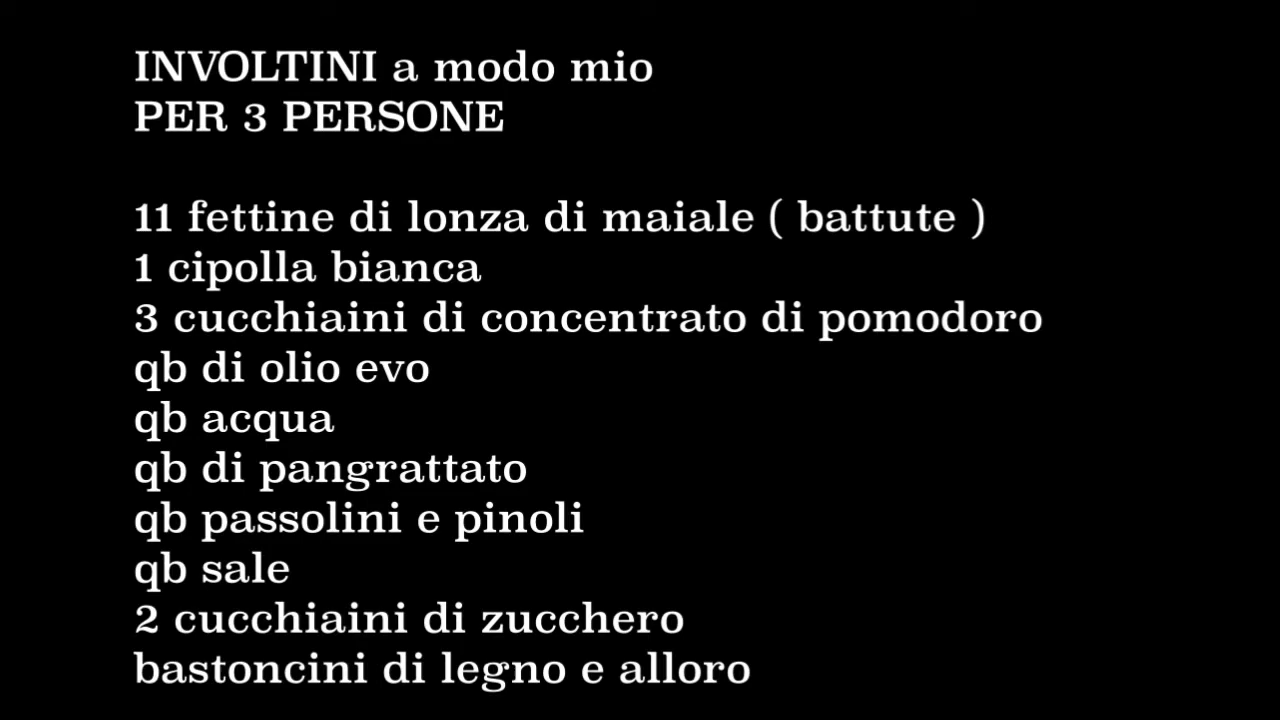 INVOLTINI a modo mio
PER 3 PERSONE
11 fettine di lonza di maiale ( battute )
1 cipolla bianca
3 cucchiaini di concentrato di pomodoro
qb di olio evo
qb acqua
qb di pangrattato
qb passolini e pinoli
qb sale
2 cucchiaini di zucchero
bastoncini di legno e alloro